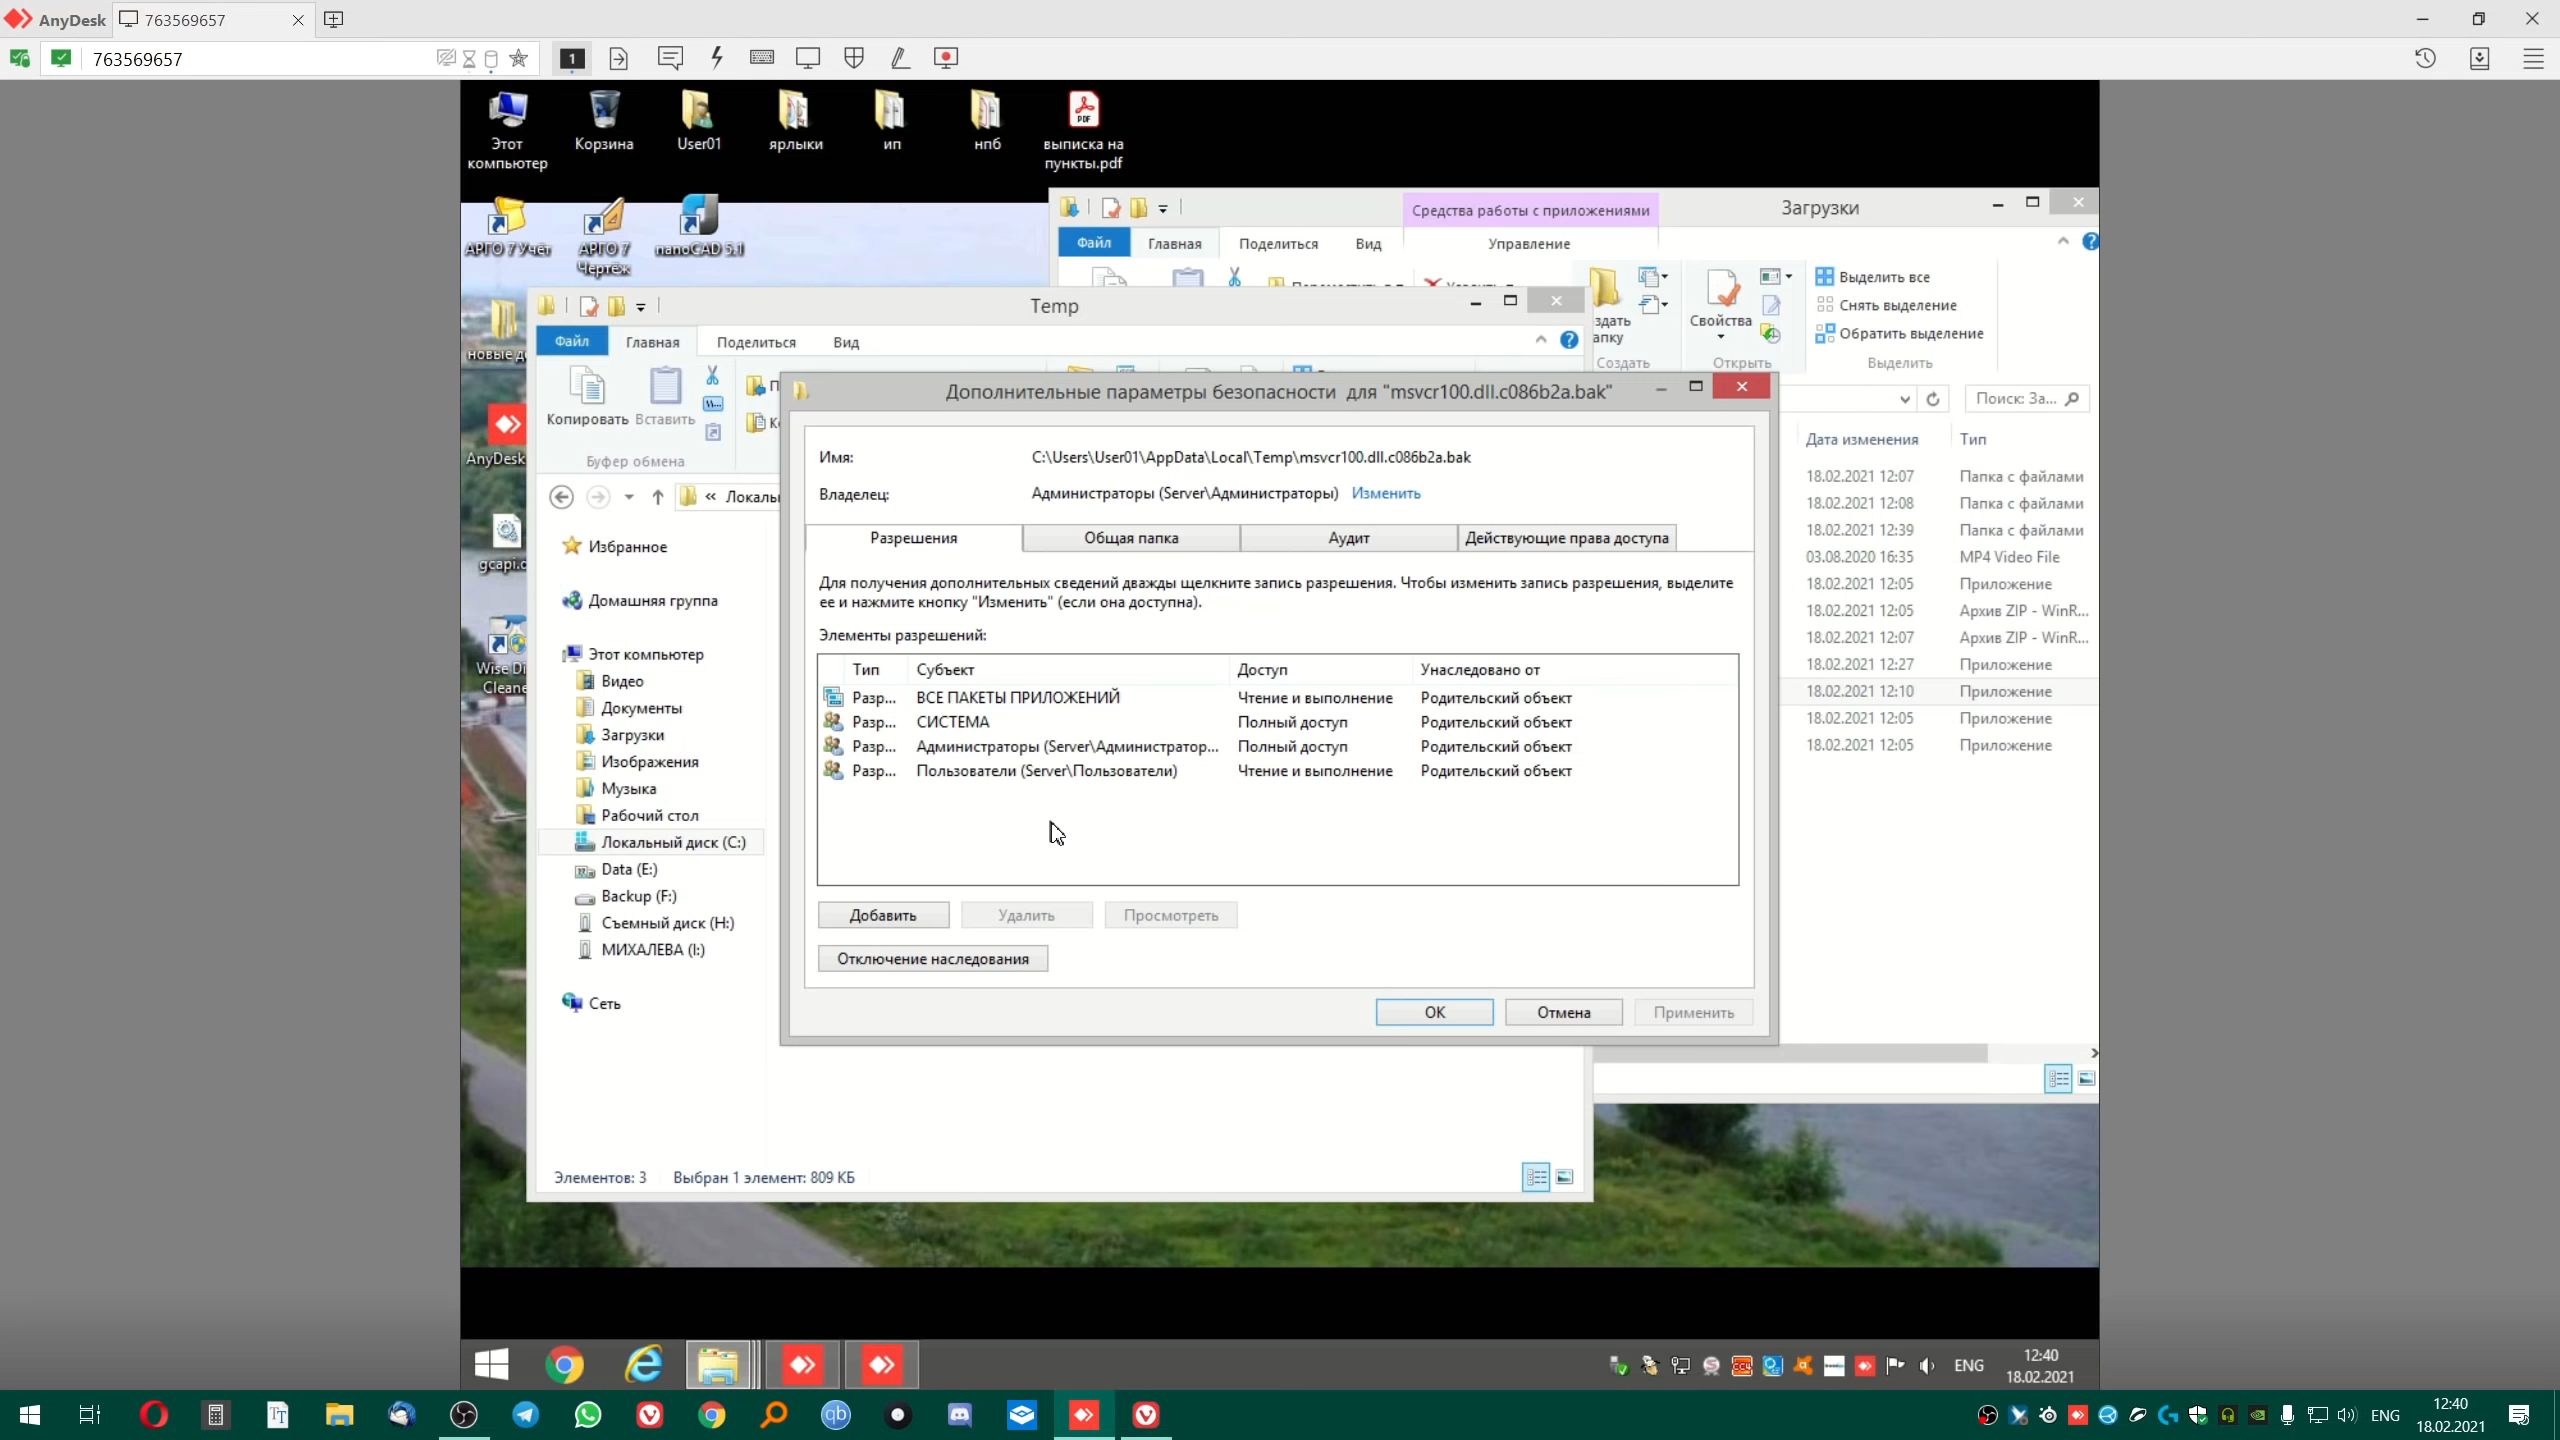 AnyDesk
763569657
763569657
1
Этот компьютер
Корзина
User01
ярлыки
ип
нпб
выписка на пункты.pdf
АРГО 7 Учёт
АРГО 7 Чертёж
nanoCAD 5.1
AnyDesk
Средства работы с приложениями
Загрузки
Файл
Главная
Поделиться
Вид
Управление
Свойства
Выделить все
Снять выделение
Обратить выделение
Создать
Открыть
Выделить
Поиск: За...
Дата изменения
Тип
18.02.2021 12:07
Папка с файлами
18.02.2021 12:08
Папка с файлами
18.02.2021 12:39
Папка с файлами
03.08.2020 16:35
MP4 Video File
18.02.2021 12:05
Приложение
18.02.2021 12:05
Архив ZIP - WinR...
18.02.2021 12:07
Архив ZIP - WinR...
18.02.2021 12:27
Приложение
18.02.2021 12:10
Приложение
18.02.2021 12:05
Приложение
18.02.2021 12:05
Приложение
Temp
Файл
Главная
Поделиться
Вид
Копировать
Вставить
Буфер обмена
« Локаль
Избранное
Домашняя группа
Этот компьютер
Видео
Документы
Загрузки
Изображения
Музыка
Рабочий стол
Локальный диск (C:)
Data (E:)
Backup (F:)
Съемный диск (H:)
МИХАЛЕВА (I:)
Сеть
Элементов: 3
Выбран 1 элемент: 809 КБ
Дополнительные параметры безопасности для "msvcr100.dll.c086b2a.bak"
Имя:
C:\Users\User01\AppData\Local\Temp\msvcr100.dll.c086b2a.bak
Владелец:
Администраторы (Server\Администраторы)
Изменить
Разрешения
Общая папка
Аудит
Действующие права доступа
Для получения дополнительных сведений дважды щелкните запись разрешения. Чтобы изменить запись разрешения, выделите
ее и нажмите кнопку "Изменить" (если она доступна).
Элементы разрешений:
Тип
Субъект
Доступ
Унаследовано от
Разр...
ВСЕ ПАКЕТЫ ПРИЛОЖЕНИЙ
Чтение и выполнение
Родительский объект
Разр...
СИСТЕМА
Полный доступ
Родительский объект
Разр...
Администраторы (Server\Администратор...
Полный доступ
Родительский объект
Разр...
Пользователи (Server\Пользователи)
Чтение и выполнение
Родительский объект
Добавить
Удалить
Просмотреть
Отключение наследования
ОК
Отмена
Применить
ENG
12:40
18.02.2021
ENG
12:40
18.02.2021